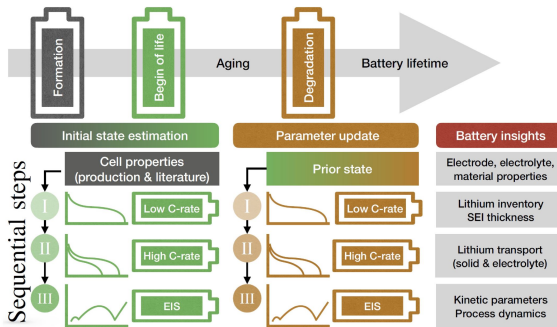 Formation
Begin of life
Aging
Degradation
Battery lifetime
Initial state estimation
Parameter update
Battery insights
Cell properties
(production & literature)
Prior state
Electrode, electrolyte,
material properties
Sequential steps
I
Low C-rate
I
Low C-rate
Lithium inventory
SEI thickness
II
High C-rate
II
High C-rate
Lithium transport
(solid & electrolyte)
III
EIS
III
EIS
Kinetic parameters
Process dynamics